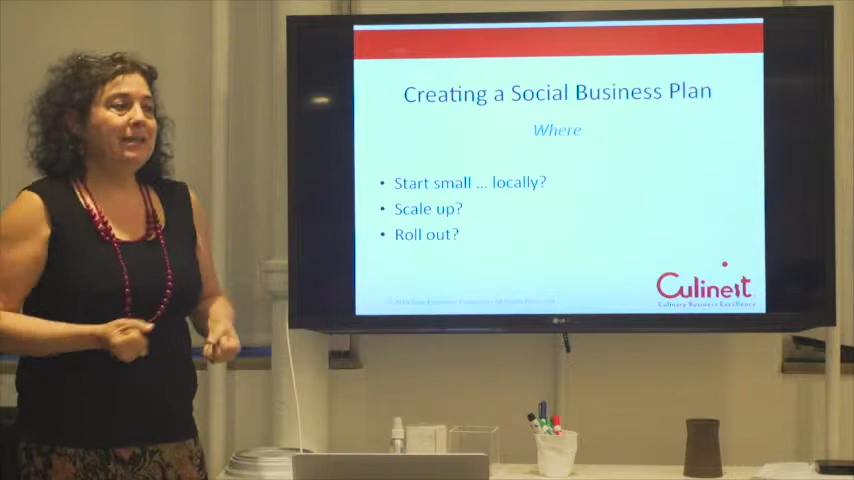 Creating a Social Business Plan
Where
• Start small ... locally?
• Scale up?
• Roll out?
Culinest
Culinary Business Excellence
LG